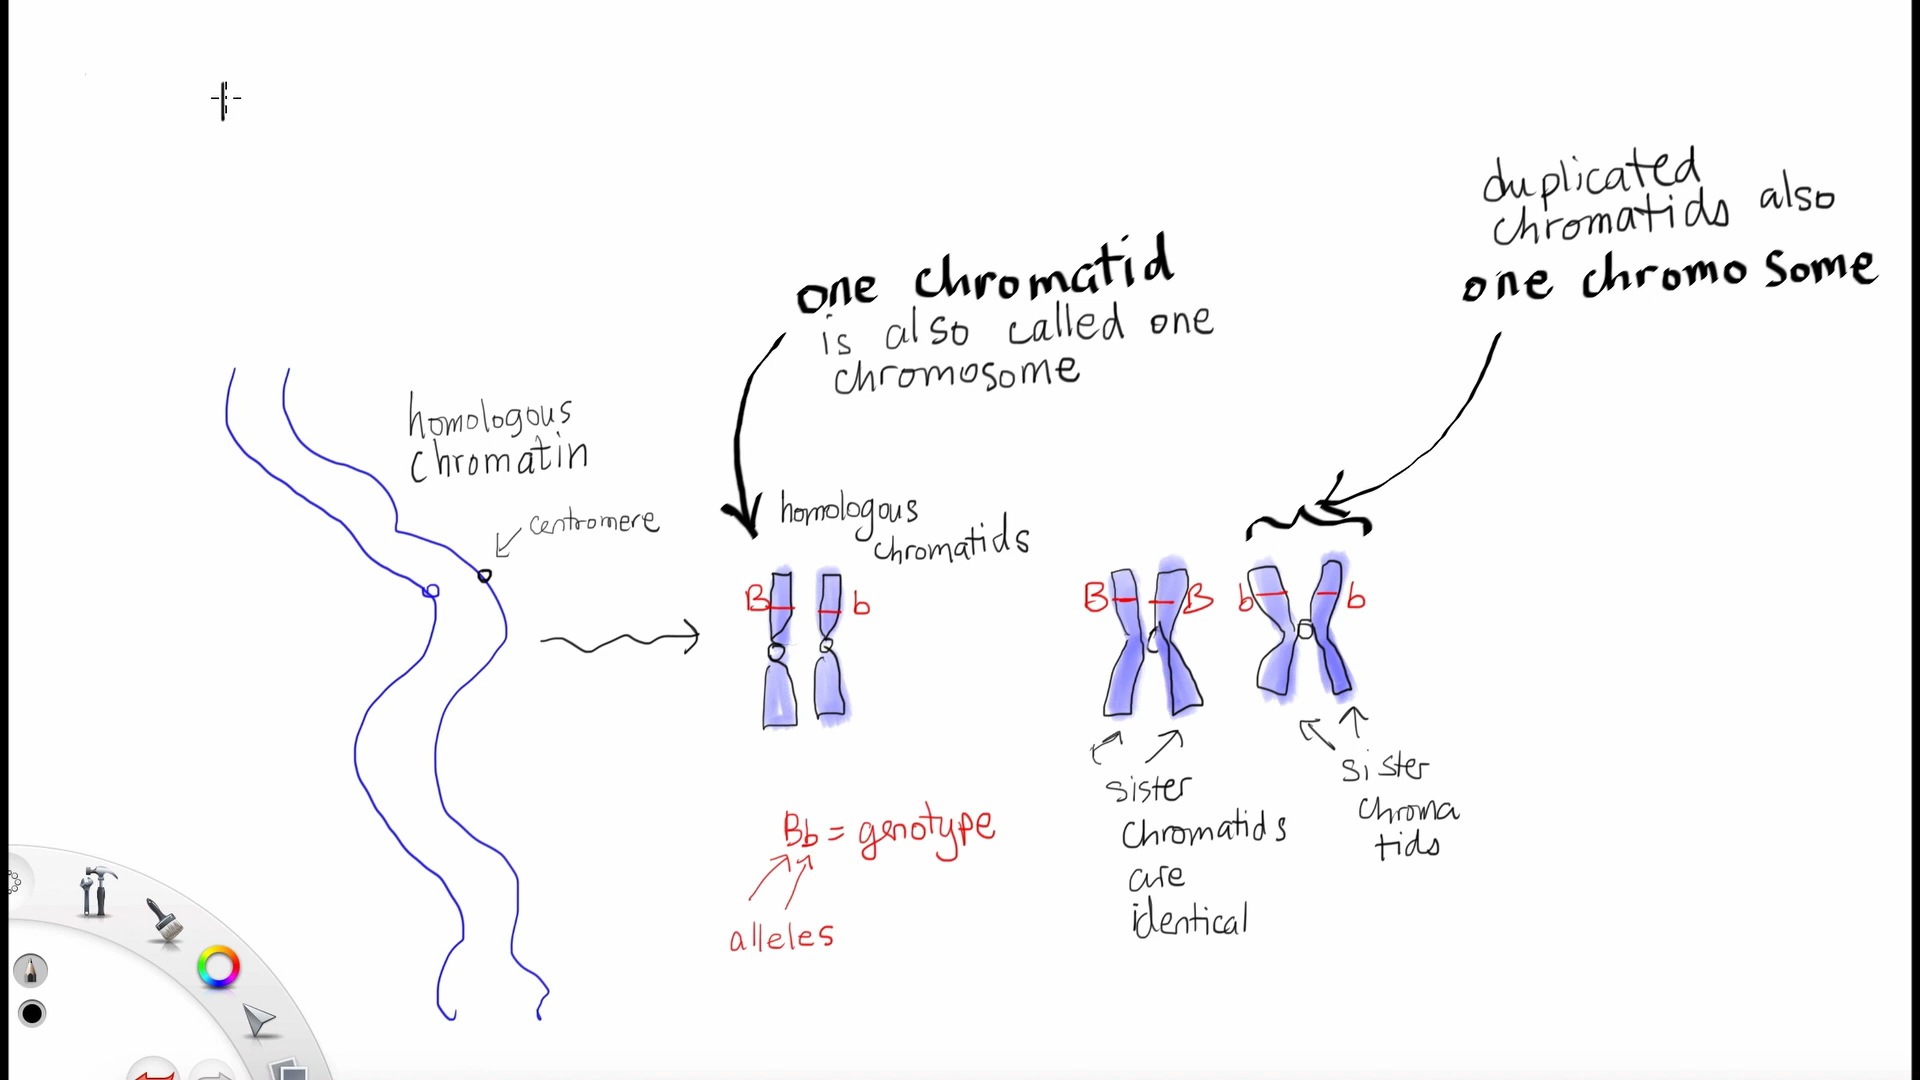 duplicated
chromatids also
one chromosome
one chromatid
is also called one
chromosome
homologous
chromatin
centromere
homologous
chromatids
B b
B B b b
Bb = genotype
alleles
sister
chromatids
are
identical
sister
chroma
tids